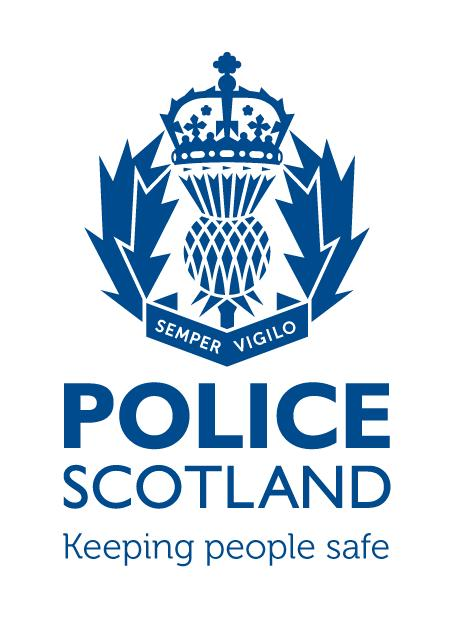 SEMPER VIGILO
POLICE
SCOTLAND
Keeping people safe